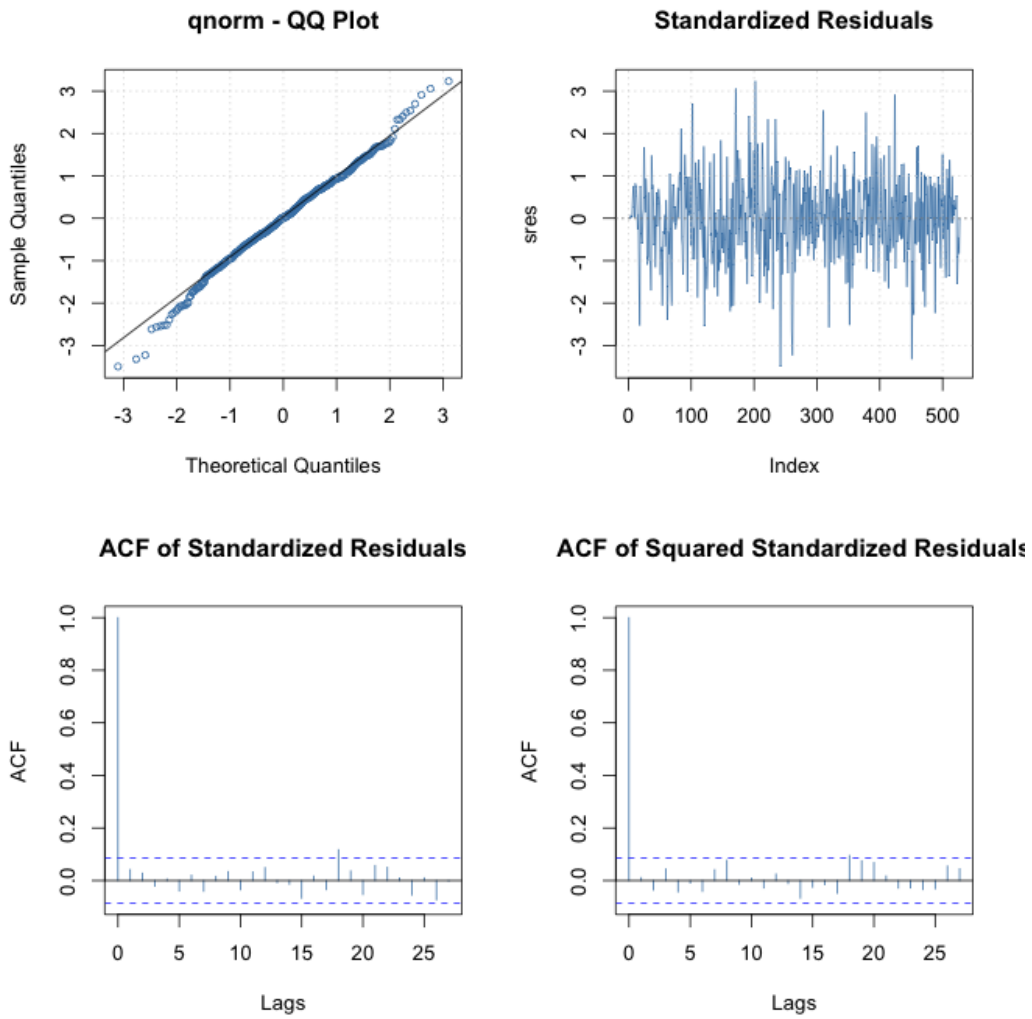 qnorm - QQ Plot
Sample Quantiles
3
2
1
0
-1
-2
-3
-3 -2 -1 0 1 2 3
Theoretical Quantiles
Standardized Residuals
sres
3
2
1
0
-1
-2
-3
0 100 200 300 400 500
Index
ACF of Standardized Residuals
ACF
1.0
0.8
0.6
0.4
0.2
0.0
0 5 10 15 20 25
Lags
ACF of Squared Standardized Residuals
ACF
1.0
0.8
0.6
0.4
0.2
0.0
0 5 10 15 20 25
Lags